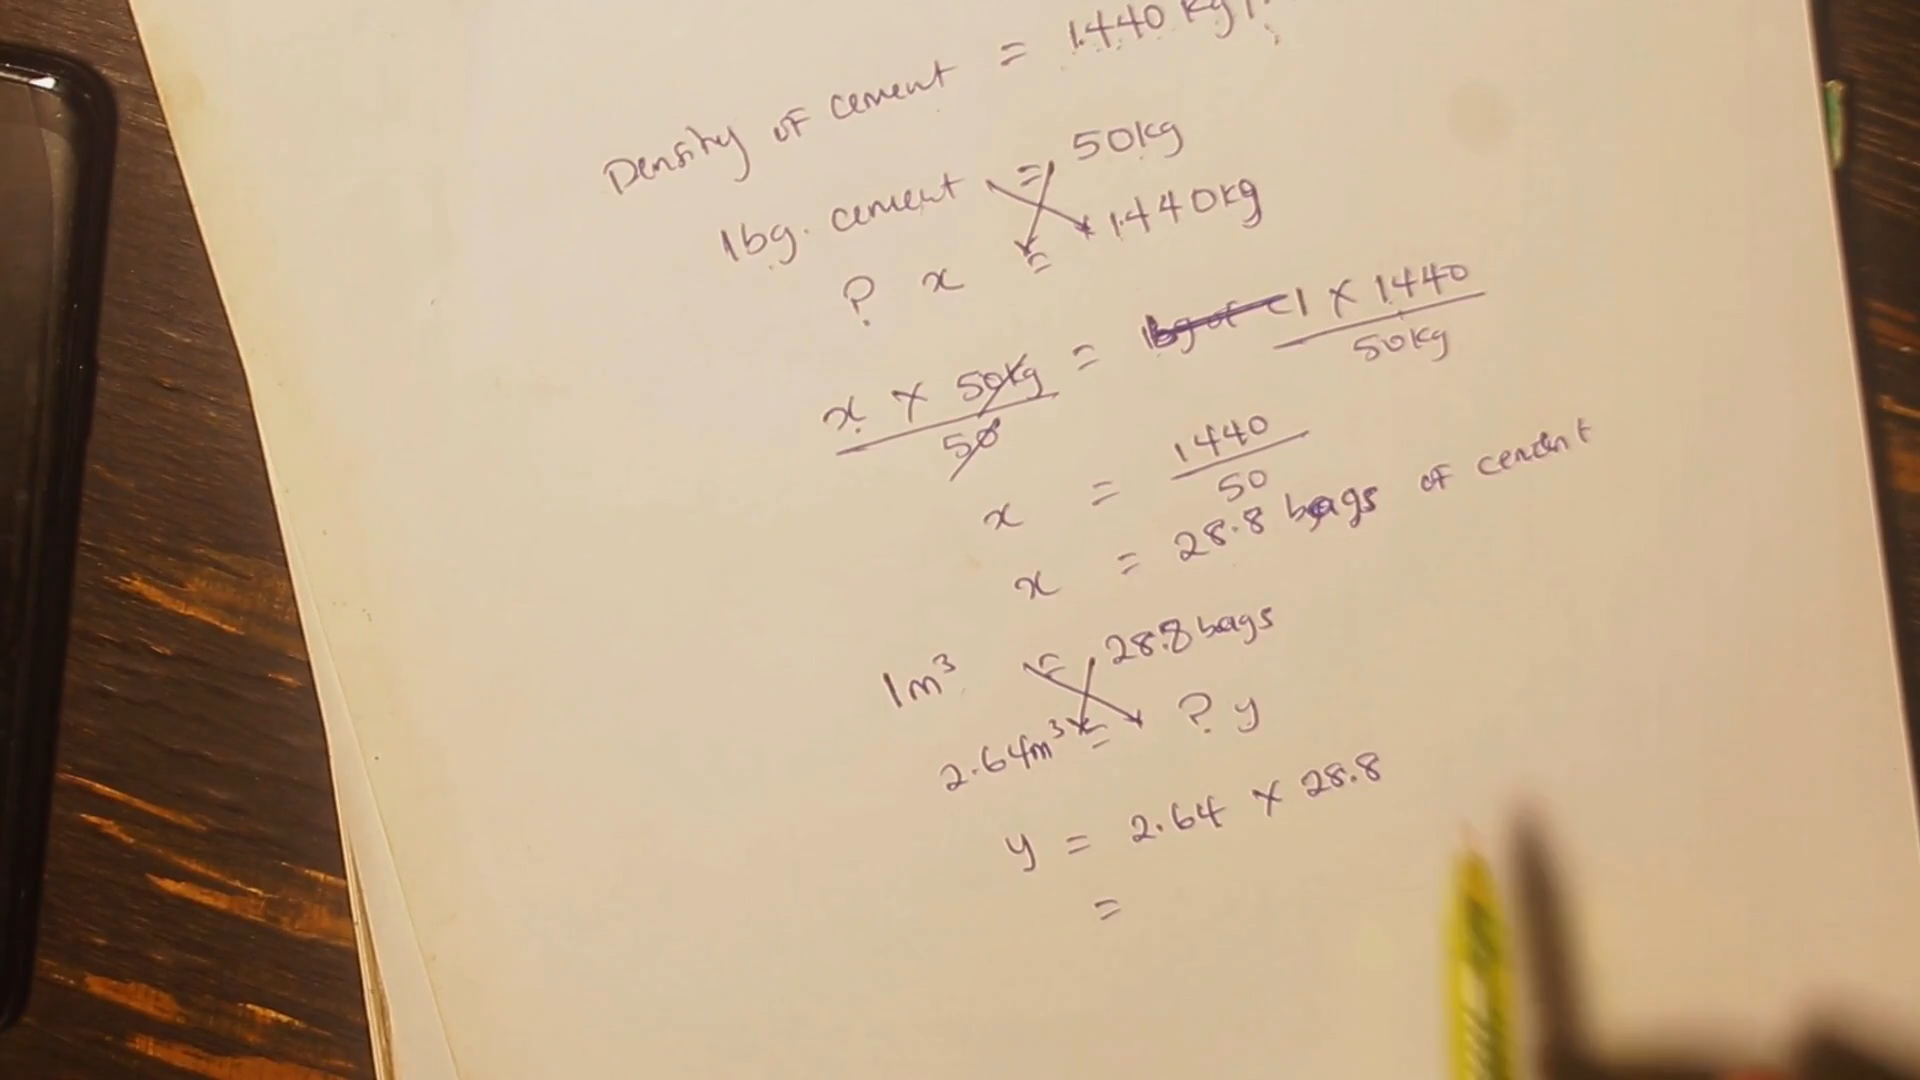 Density of cement = 1440 kg/
1bg. cement = 50kg
? x = 1440kg
x x 50kg / 50 = 1 x 1440 / 50kg
x = 1440 / 50
x = 28.8 bags of cement
1m³ = 28.8 bags
2.64m³ = ? y
y = 2.64 x 28.8
=